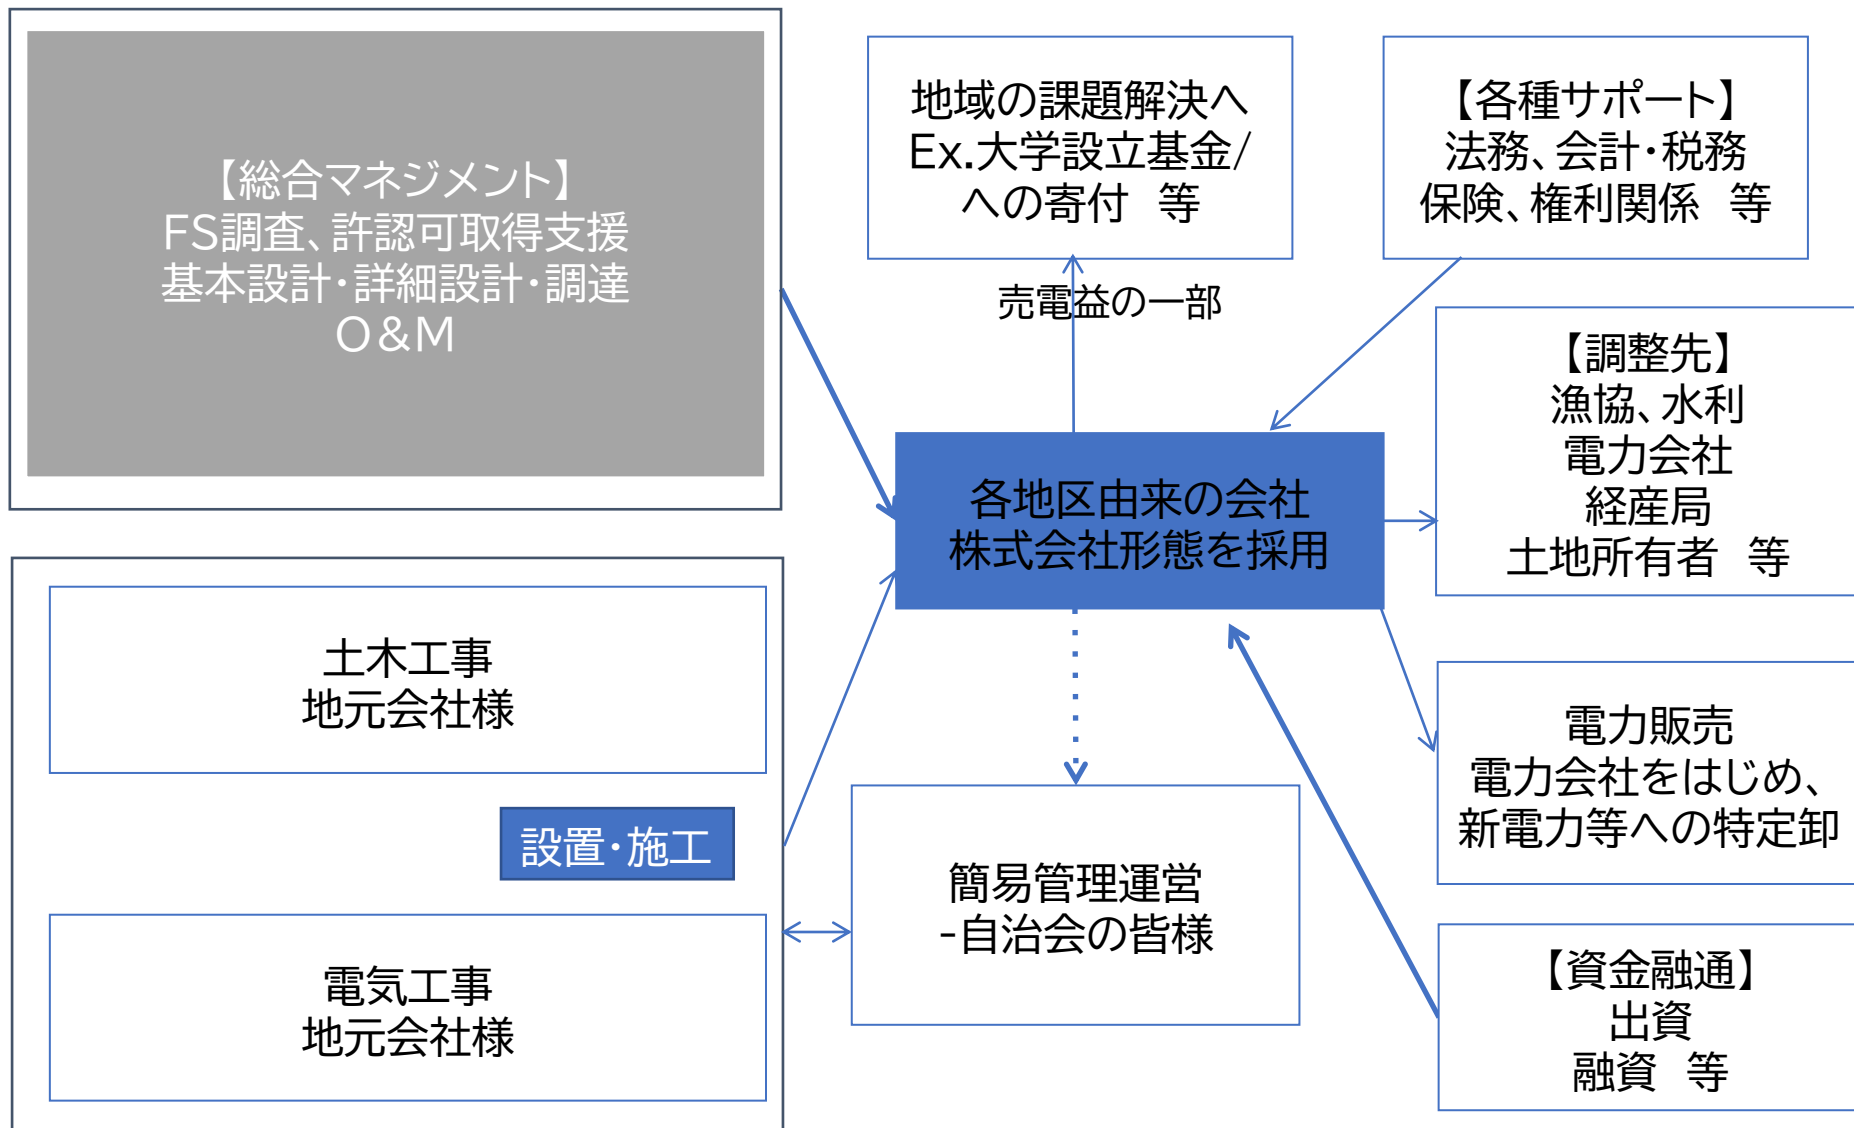 【総合マネジメント】
FS調査、許認可取得支援
基本設計・詳細設計・調達
O&M
地域の課題解決へ
Ex.大学設立基金/
への寄付　等
【各種サポート】
法務、会計・税務
保険、権利関係　等
売電益の一部
【調整先】
漁協、水利
電力会社
経産局
土地所有者　等
各地区由来の会社
株式会社形態を採用
土木工事
地元会社様
設置・施工
電気工事
地元会社様
簡易管理運営
-自治会の皆様
電力販売
電力会社をはじめ、
新電力等への特定卸
【資金融通】
出資
融資　等